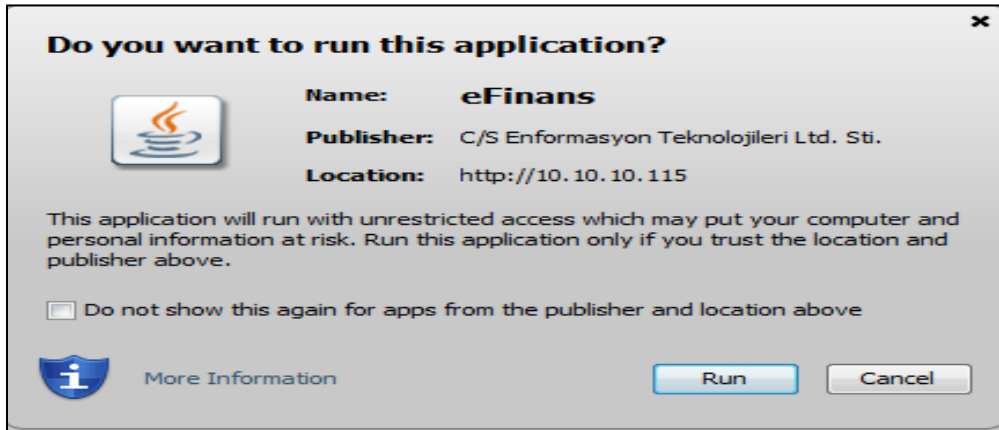 Do you want to run this application?
Name: eFinans
Publisher: C/S Enformasyon Teknolojileri Ltd. Sti.
Location: http://10.10.10.115
This application will run with unrestricted access which may put your computer and
personal information at risk. Run this application only if you trust the location and
publisher above.
Do not show this again for apps from the publisher and location above
More Information
Run
Cancel